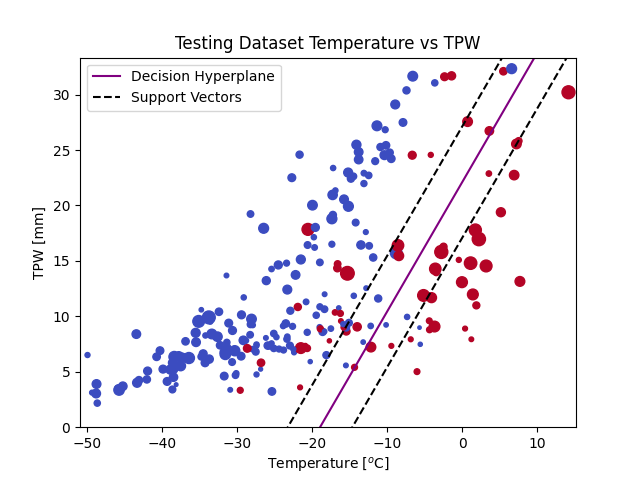 Testing Dataset Temperature vs TPW
Decision Hyperplane
Support Vectors
TPW [mm]
30
25
20
15
10
5
0
−50 −40 −30 −20 −10 0 10
Temperature [°C]